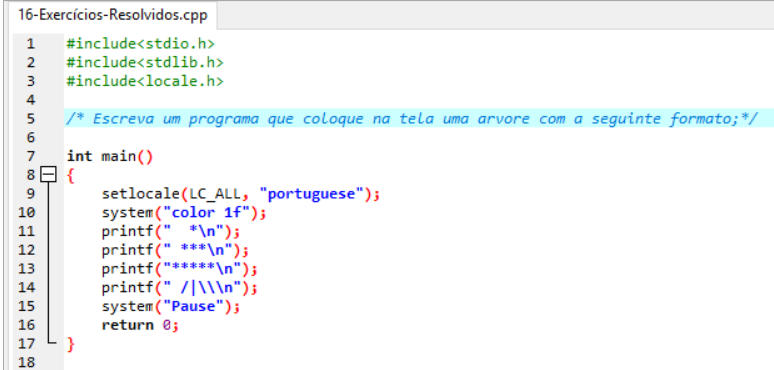 16-Exercícios-Resolvidos.cpp
1 #include<stdio.h>
2 #include<stdlib.h>
3 #include<locale.h>
4
5 /* Escreva um programa que coloque na tela uma arvore com a seguinte formato;*/
6
7 int main()
8 {
9     setlocale(LC_ALL, "portuguese");
10     system("color 1f");
11     printf("  *\n");
12     printf(" ***\n");
13     printf("*****\n");
14     printf(" /|\\\n");
15     system("Pause");
16     return 0;
17 }
18